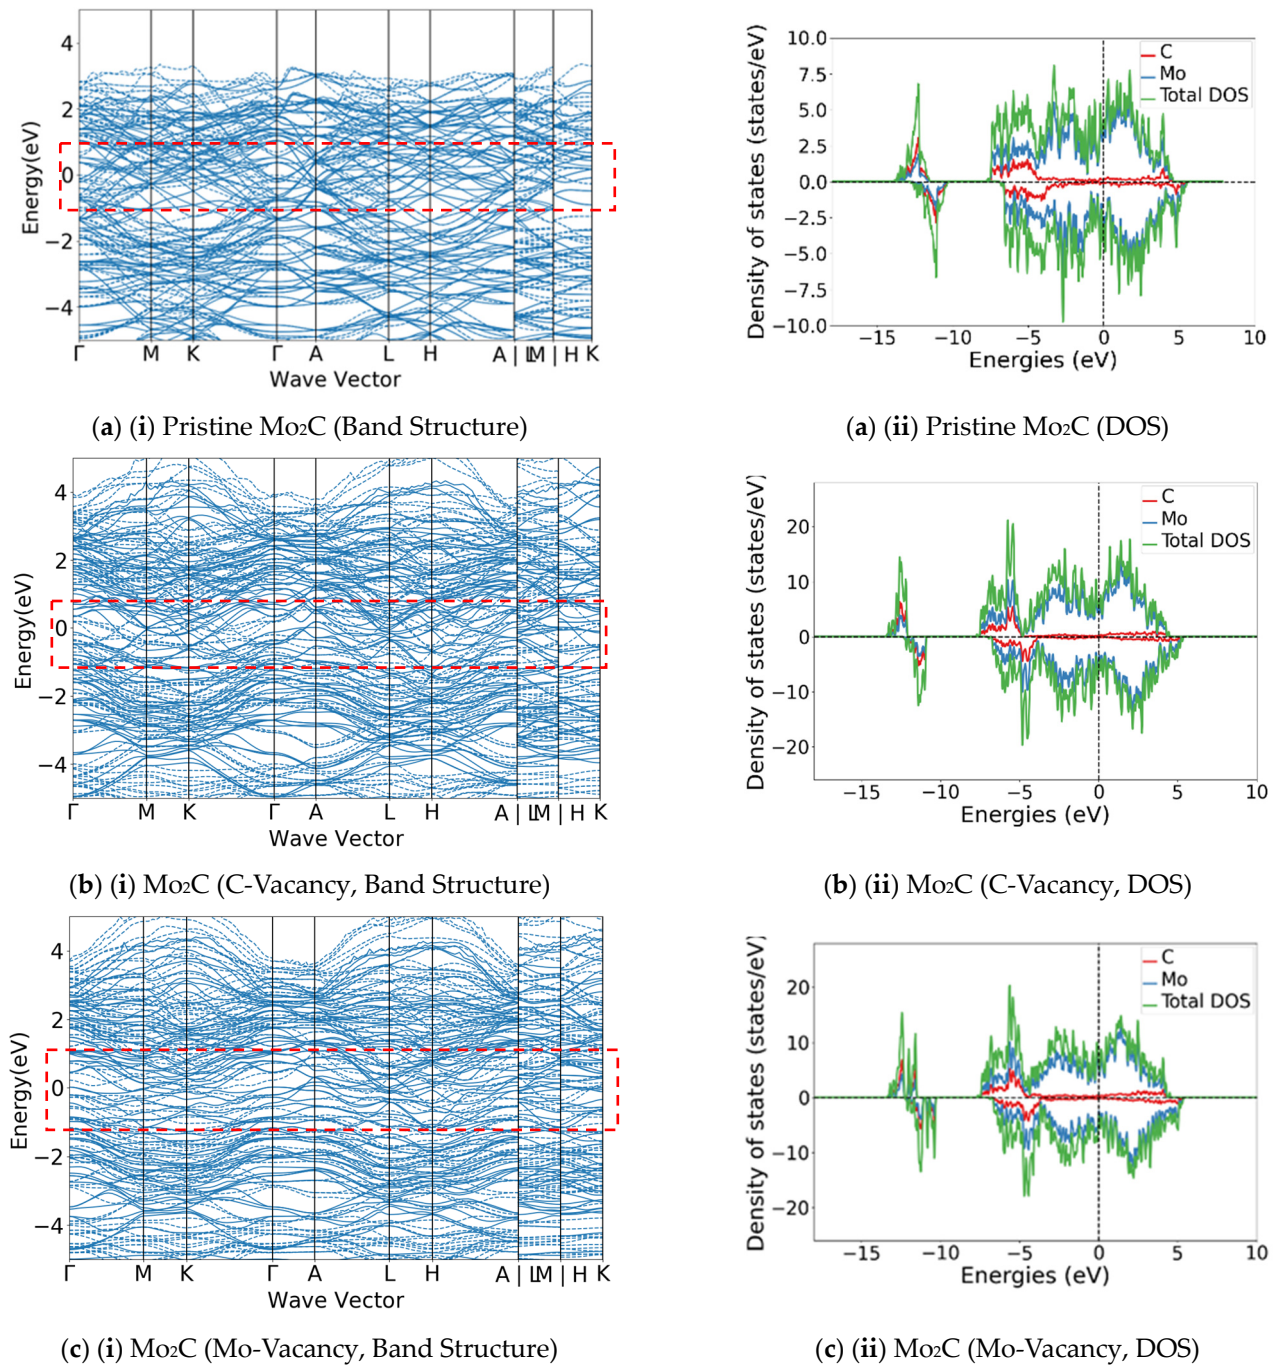 4
2
0
−2
−4
Energy(eV)
Γ M K Γ A L H A | LM | H K
Wave Vector
(a) (i) Pristine Mo₂C (Band Structure)
10.0
7.5
5.0
2.5
0.0
−2.5
−5.0
−7.5
−10.0
Density of states (states/eV)
C
Mo
Total DOS
−15 −10 −5 0 5 10
Energies (eV)
(a) (ii) Pristine Mo₂C (DOS)
4
2
0
−2
−4
Energy(eV)
Γ M K Γ A L H A | LM | H K
Wave Vector
(b) (i) Mo₂C (C-Vacancy, Band Structure)
20
10
0
−10
−20
Density of states (states/eV)
C
Mo
Total DOS
−15 −10 −5 0 5 10
Energies (eV)
(b) (ii) Mo₂C (C-Vacancy, DOS)
4
2
0
−2
−4
Energy(eV)
Γ M K Γ A L H A | LM | H K
Wave Vector
(c) (i) Mo₂C (Mo-Vacancy, Band Structure)
20
10
0
−10
−20
Density of states (states/eV)
C
Mo
Total DOS
−15 −10 −5 0 5 10
Energies (eV)
(c) (ii) Mo₂C (Mo-Vacancy, DOS)